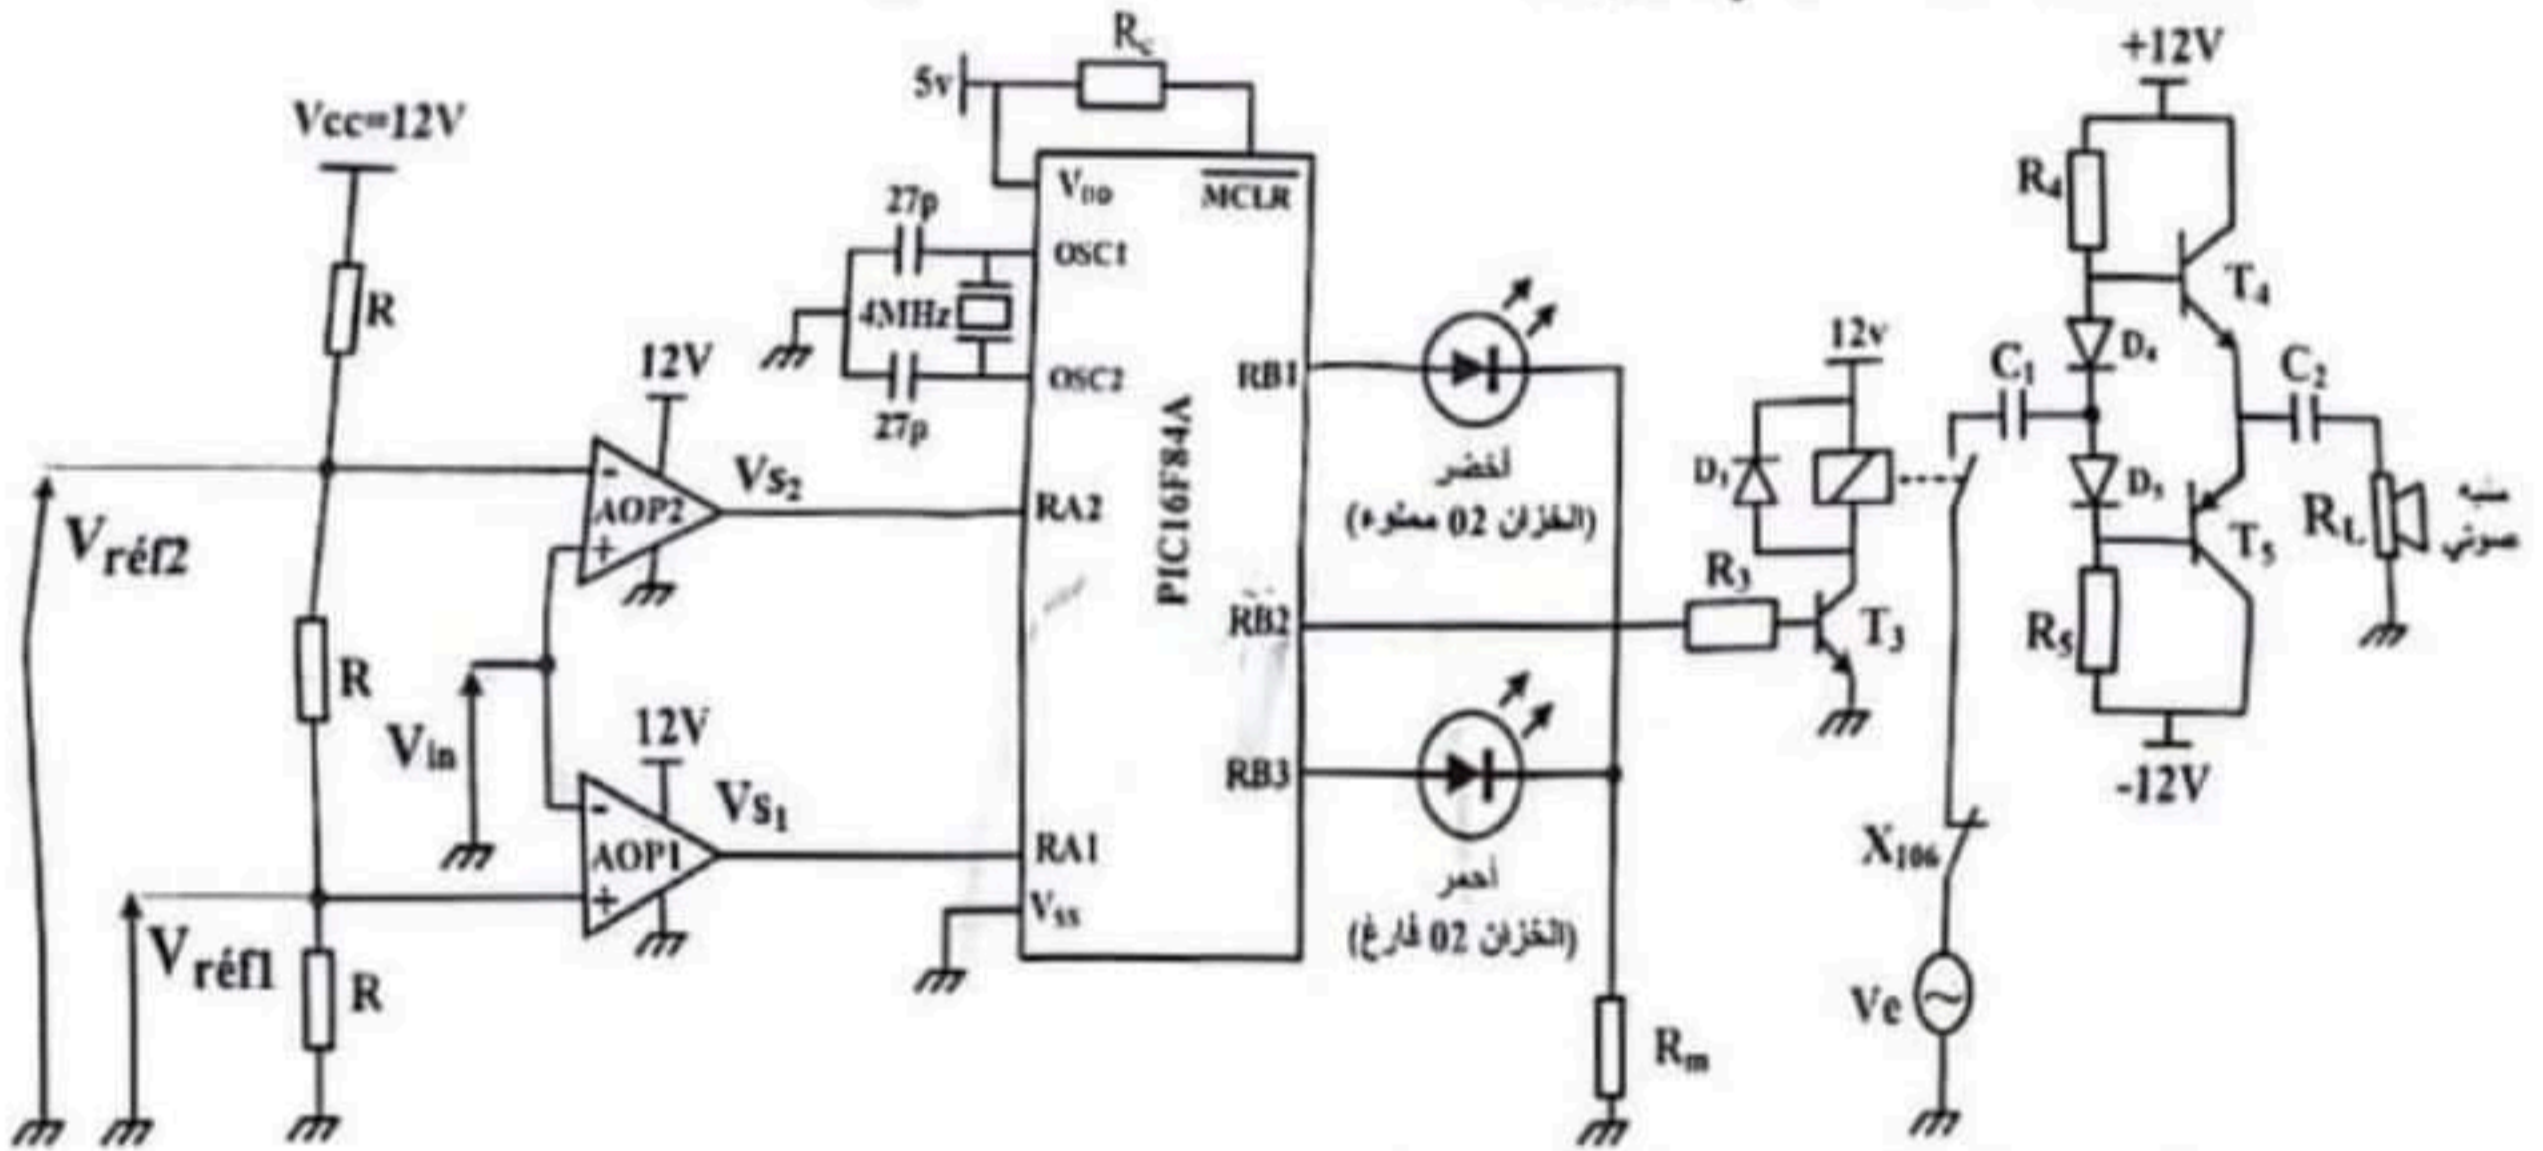 Vcc=12V
R
R
R
Vréf2
Vréf1
Vin
12V
AOP2
-
+
VS2
12V
AOP1
-
+
VS1
5v
Rc
27p
4MHz
27p
VDD
MCLR
OSC1
OSC2
RA2
RA1
VSS
PIC16F84A
RB1
RB2
RB3
أخضر
(الخزان 02 مملوء)
أحمر
(الخزان 02 فارغ)
Rm
R3
T3
12v
X106
Ve
C1
+12V
R4
T4
D4
C2
T5
R5
-12V
RL
منبه
صوتي